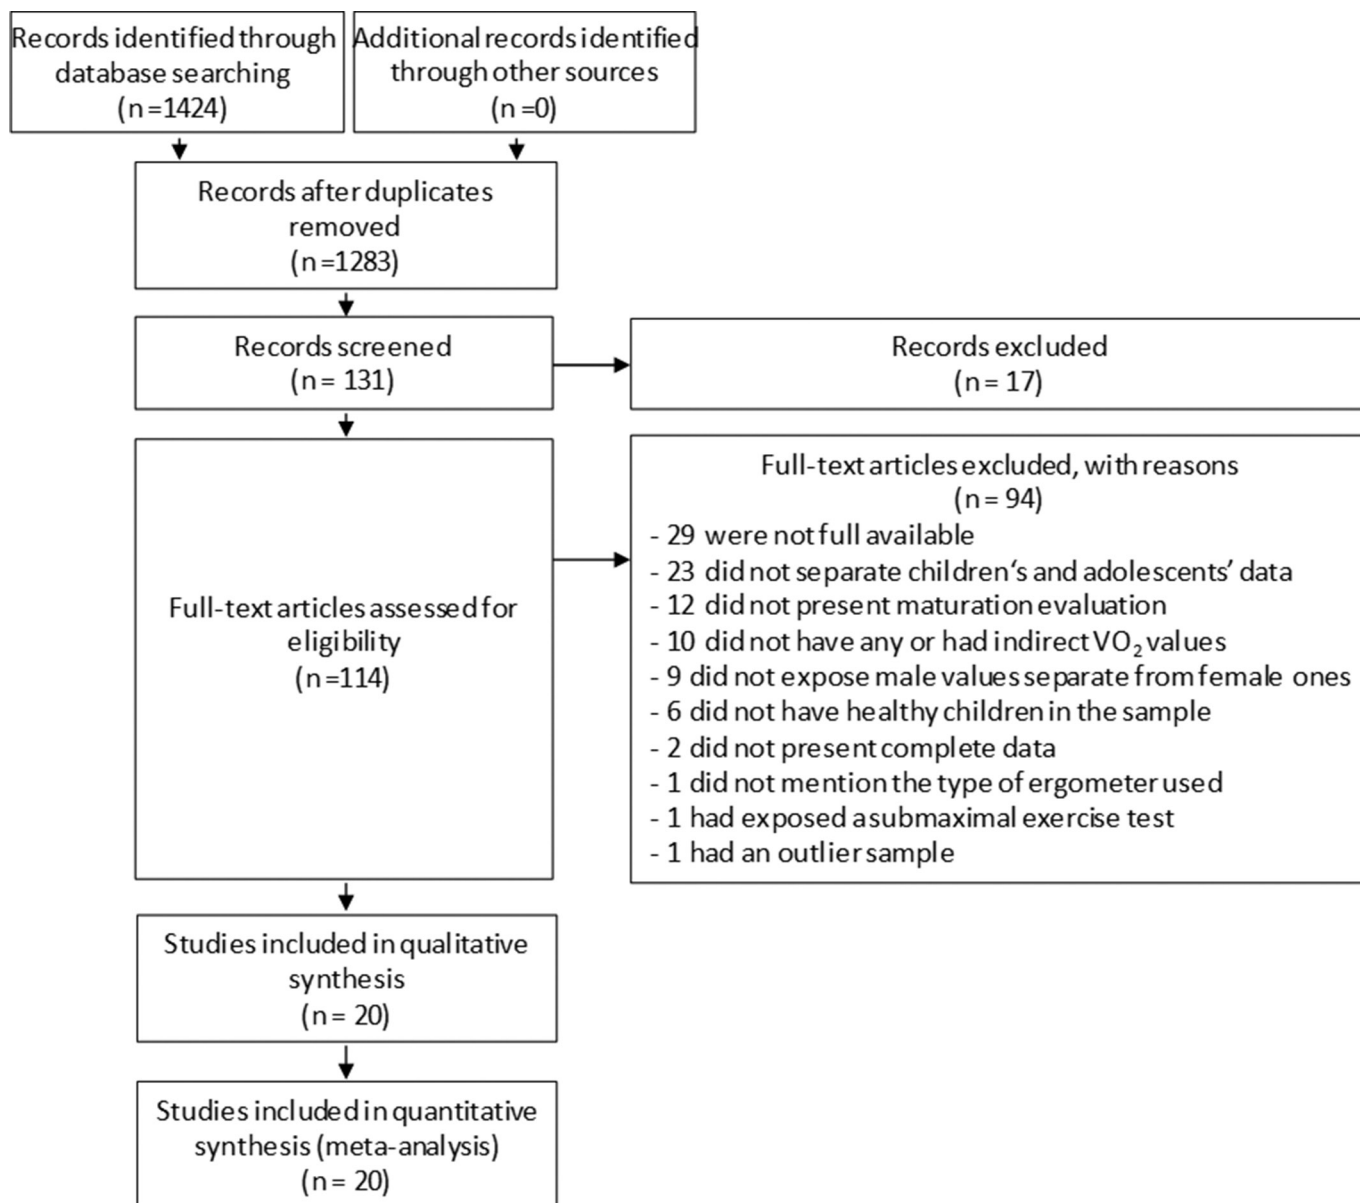 Records identified through
database searching
(n =1424)
Additional records identified
through other sources
(n =0)
Records after duplicates
removed
(n =1283)
Records screened
(n = 131)
Records excluded
(n = 17)
Full-text articles assessed for
eligibility
(n =114)
Full-text articles excluded, with reasons
(n = 94)
- 29 were not full available
- 23 did not separate children‘s and adolescents’ data
- 12 did not present maturation evaluation
- 10 did not have any or had indirect VO₂ values
- 9 did not expose male values separate from female ones
- 6 did not have healthy children in the sample
- 2 did not present complete data
- 1 did not mention the type of ergometer used
- 1 had exposed a submaximal exercise test
- 1 had an outlier sample
Studies included in qualitative
synthesis
(n = 20)
Studies included in quantitative
synthesis (meta-analysis)
(n = 20)